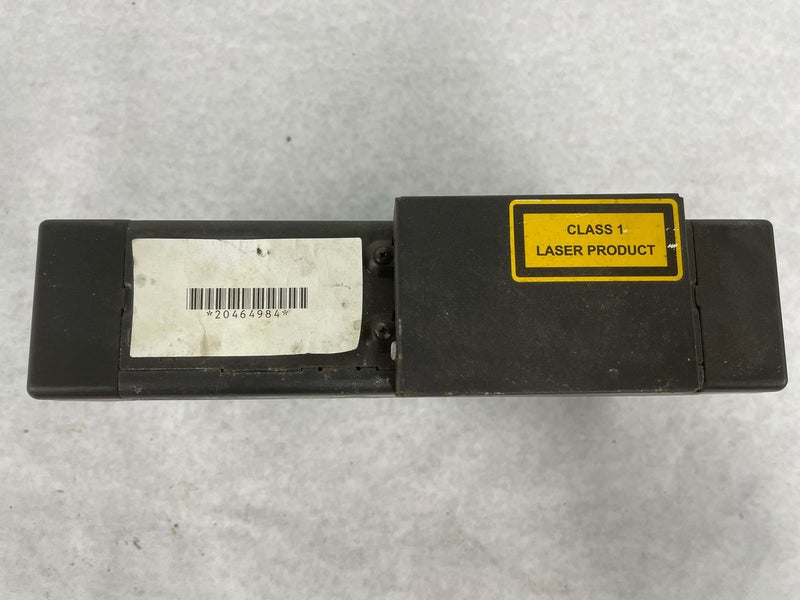 *20464984*
CLASS 1
LASER PRODUCT